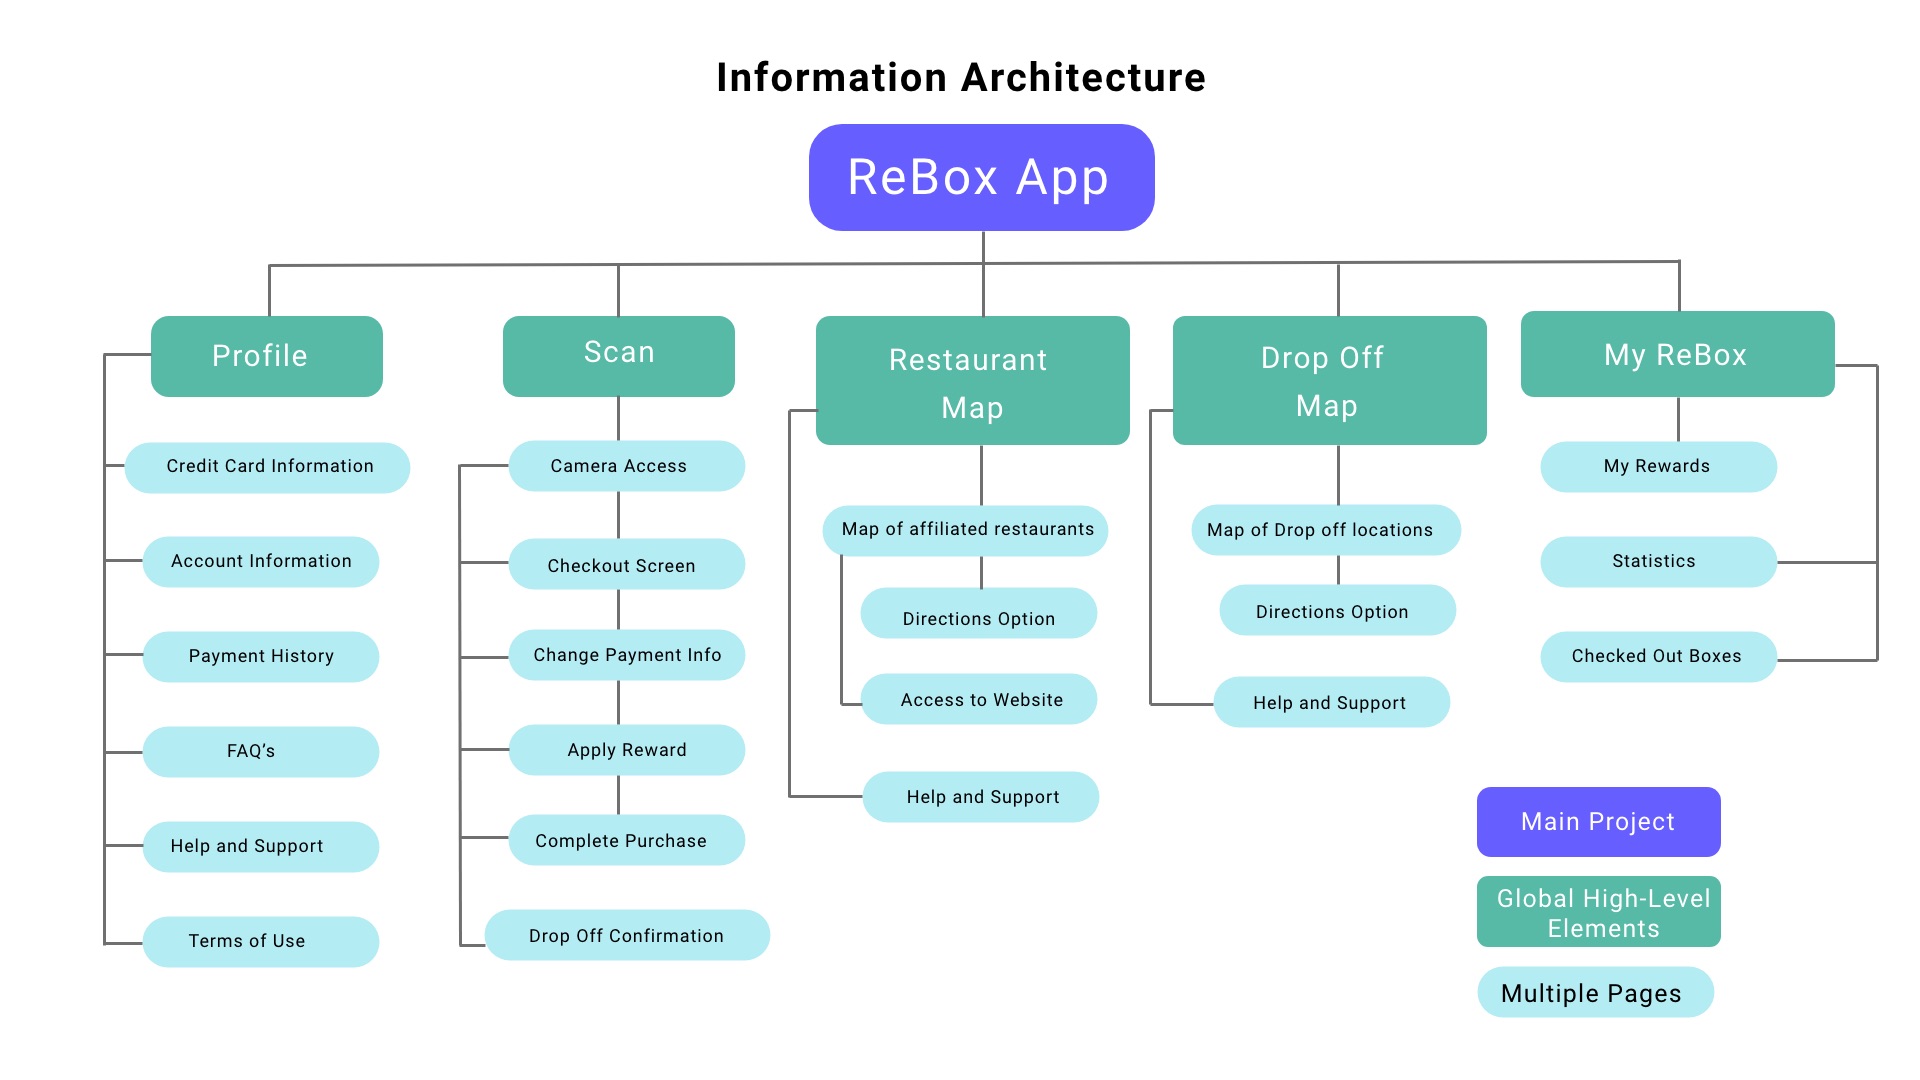 Information Architecture
ReBox App
Profile
Credit Card Information
Account Information
Payment History
FAQ’s
Help and Support
Terms of Use
Scan
Camera Access
Checkout Screen
Change Payment Info
Apply Reward
Complete Purchase
Drop Off Confirmation
Restaurant
Map
Map of affiliated restaurants
Directions Option
Access to Website
Help and Support
Drop Off
Map
Map of Drop off locations
Directions Option
Help and Support
My ReBox
My Rewards
Statistics
Checked Out Boxes
Main Project
Global High-Level
Elements
Multiple Pages